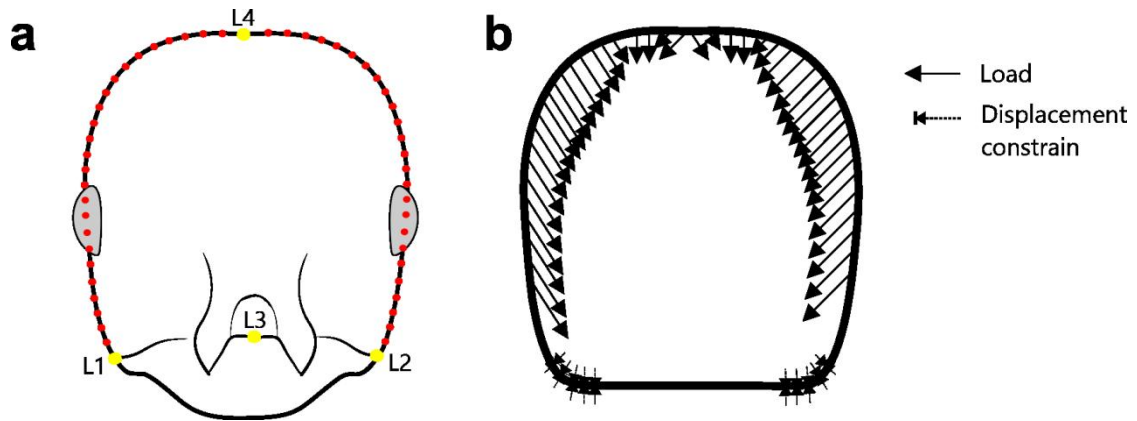 a
L4
L3
L1
L2
b
Load
Displacement
constrain